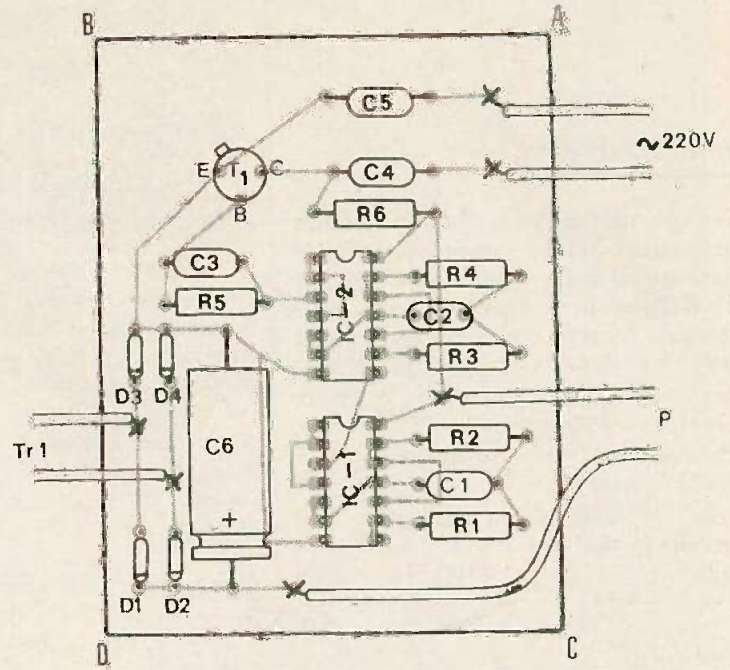 B A
C5
~220V
E T1 C
C4
B
R6
C3
R4
R5
IC-2
C2
R3
D3 D4
P
R2
Tr1
C6
IC-1
C1
+
R1
D1 D2
D C